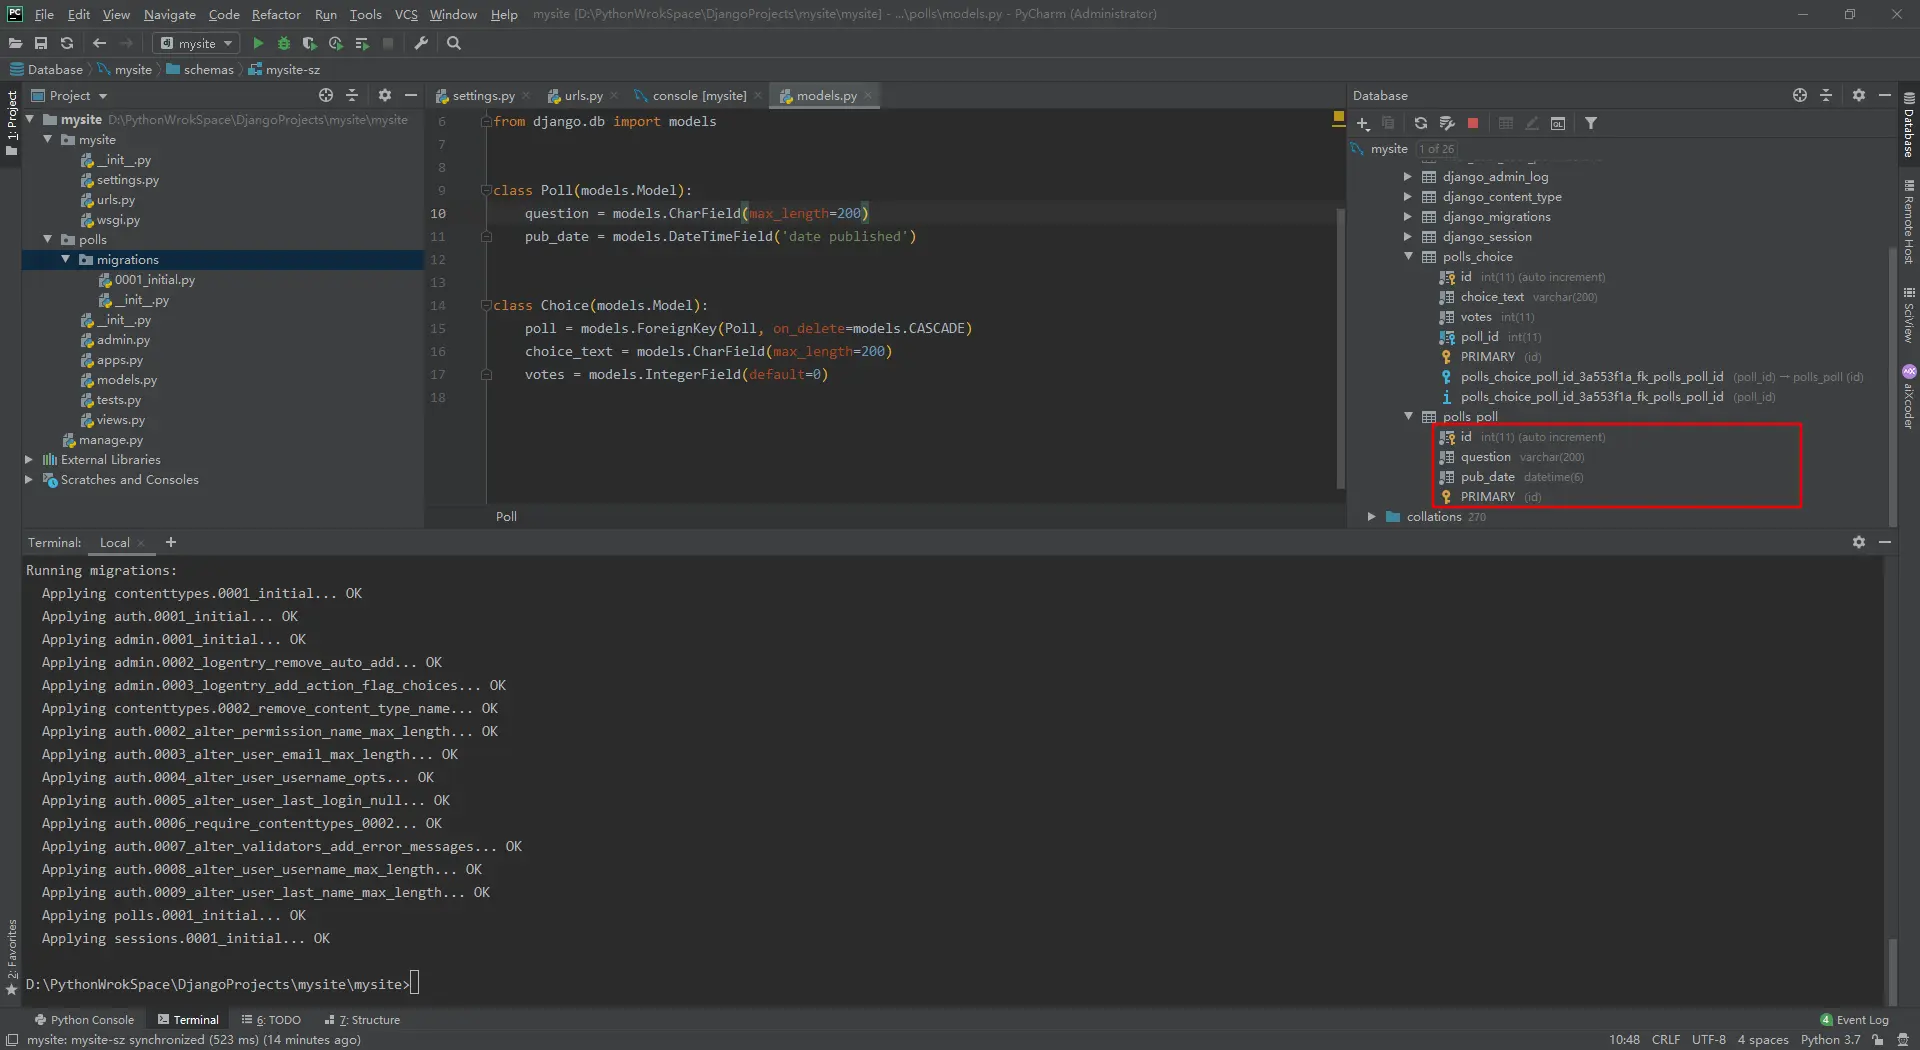 PC File Edit View Navigate Code Refactor Run Tools VCS Window Help mysite [D:\PythonWrokSpace\DjangoProjects\mysite\mysite] - ...\polls\models.py - PyCharm (Administrator)
mysite
Database mysite schemas mysite-sz
1: Project
Project
mysite D:\PythonWrokSpace\DjangoProjects\mysite\mysite
mysite
__init__.py
settings.py
urls.py
wsgi.py
polls
migrations
0001_initial.py
__init__.py
__init__.py
admin.py
apps.py
models.py
tests.py
views.py
manage.py
External Libraries
Scratches and Consoles
settings.py urls.py console [mysite] models.py
6 from django.db import models
7
8
9 class Poll(models.Model):
10 question = models.CharField(max_length=200)
11 pub_date = models.DateTimeField('date published')
12
13
14 class Choice(models.Model):
15 poll = models.ForeignKey(Poll, on_delete=models.CASCADE)
16 choice_text = models.CharField(max_length=200)
17 votes = models.IntegerField(default=0)
18
Poll
Database
QL
mysite 1 of 26
django_admin_log
django_content_type
django_migrations
django_session
polls_choice
id int(11) (auto increment)
choice_text varchar(200)
votes int(11)
poll_id int(11)
PRIMARY (id)
polls_choice_poll_id_3a553f1a_fk_polls_poll_id (poll_id) → polls_poll (id)
polls_choice_poll_id_3a553f1a_fk_polls_poll_id (poll_id)
polls_poll
id int(11) (auto increment)
question varchar(200)
pub_date datetime(6)
PRIMARY (id)
collations 270
Database
Remote Host
SciView
aiXcoder
Terminal: Local +
Running migrations:
Applying contenttypes.0001_initial... OK
Applying auth.0001_initial... OK
Applying admin.0001_initial... OK
Applying admin.0002_logentry_remove_auto_add... OK
Applying admin.0003_logentry_add_action_flag_choices... OK
Applying contenttypes.0002_remove_content_type_name... OK
Applying auth.0002_alter_permission_name_max_length... OK
Applying auth.0003_alter_user_email_max_length... OK
Applying auth.0004_alter_user_username_opts... OK
Applying auth.0005_alter_user_last_login_null... OK
Applying auth.0006_require_contenttypes_0002... OK
Applying auth.0007_alter_validators_add_error_messages... OK
Applying auth.0008_alter_user_username_max_length... OK
Applying auth.0009_alter_user_last_name_max_length... OK
Applying polls.0001_initial... OK
Applying sessions.0001_initial... OK
D:\PythonWrokSpace\DjangoProjects\mysite\mysite>
2: Favorites
Python Console Terminal 6: TODO 7: Structure 4 Event Log
mysite: mysite-sz synchronized (523 ms) (14 minutes ago) 10:48 CRLF UTF-8 4 spaces Python 3.7